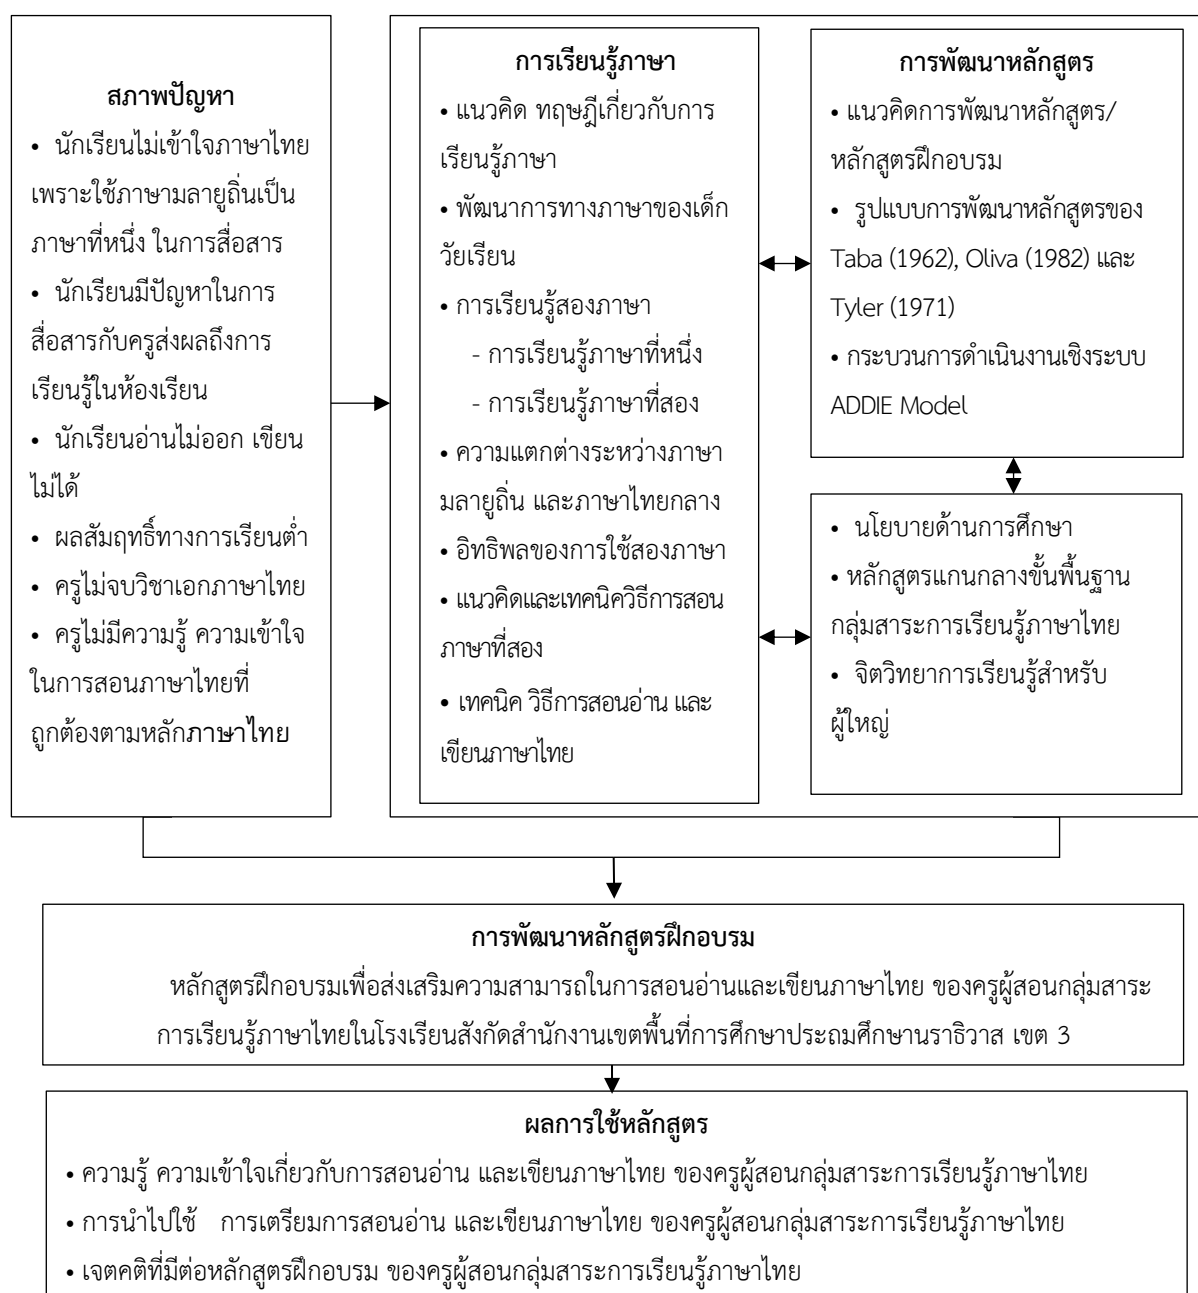 สภาพปัญหา
• นักเรียนไม่เข้าใจภาษาไทย
เพราะใช้ภาษามลายูถิ่นเป็น
ภาษาที่หนึ่ง ในการสื่อสาร
• นักเรียนมีปัญหาในการ
สื่อสารกับครูส่งผลถึงการ
เรียนรู้ในห้องเรียน
• นักเรียนอ่านไม่ออก เขียน
ไม่ได้
• ผลสัมฤทธิ์ทางการเรียนต่ำ
• ครูไม่จบวิชาเอกภาษาไทย
• ครูไม่มีความรู้ ความเข้าใจ
ในการสอนภาษาไทยที่
ถูกต้องตามหลักภาษาไทย
การเรียนรู้ภาษา
• แนวคิด ทฤษฎีเกี่ยวกับการ
เรียนรู้ภาษา
• พัฒนาการทางภาษาของเด็ก
วัยเรียน
• การเรียนรู้สองภาษา
- การเรียนรู้ภาษาที่หนึ่ง
- การเรียนรู้ภาษาที่สอง
• ความแตกต่างระหว่างภาษา
มลายูถิ่น และภาษาไทยกลาง
• อิทธิพลของการใช้สองภาษา
• แนวคิดและเทคนิควิธีการสอน
ภาษาที่สอง
• เทคนิค วิธีการสอนอ่าน และ
เขียนภาษาไทย
การพัฒนาหลักสูตร
• แนวคิดการพัฒนาหลักสูตร/
หลักสูตรฝึกอบรม
• รูปแบบการพัฒนาหลักสูตรของ
Taba (1962), Oliva (1982) และ
Tyler (1971)
• กระบวนการดำเนินงานเชิงระบบ
ADDIE Model
• นโยบายด้านการศึกษา
• หลักสูตรแกนกลางขั้นพื้นฐาน
กลุ่มสาระการเรียนรู้ภาษาไทย
• จิตวิทยาการเรียนรู้สำหรับ
ผู้ใหญ่
การพัฒนาหลักสูตรฝึกอบรม
หลักสูตรฝึกอบรมเพื่อส่งเสริมความสามารถในการสอนอ่านและเขียนภาษาไทย ของครูผู้สอนกลุ่มสาระ
การเรียนรู้ภาษาไทยในโรงเรียนสังกัดสำนักงานเขตพื้นที่การศึกษาประถมศึกษานราธิวาส เขต 3
ผลการใช้หลักสูตร
• ความรู้ ความเข้าใจเกี่ยวกับการสอนอ่าน และเขียนภาษาไทย ของครูผู้สอนกลุ่มสาระการเรียนรู้ภาษาไทย
• การนำไปใช้ การเตรียมการสอนอ่าน และเขียนภาษาไทย ของครูผู้สอนกลุ่มสาระการเรียนรู้ภาษาไทย
• เจตคติที่มีต่อหลักสูตรฝึกอบรม ของครูผู้สอนกลุ่มสาระการเรียนรู้ภาษาไทย